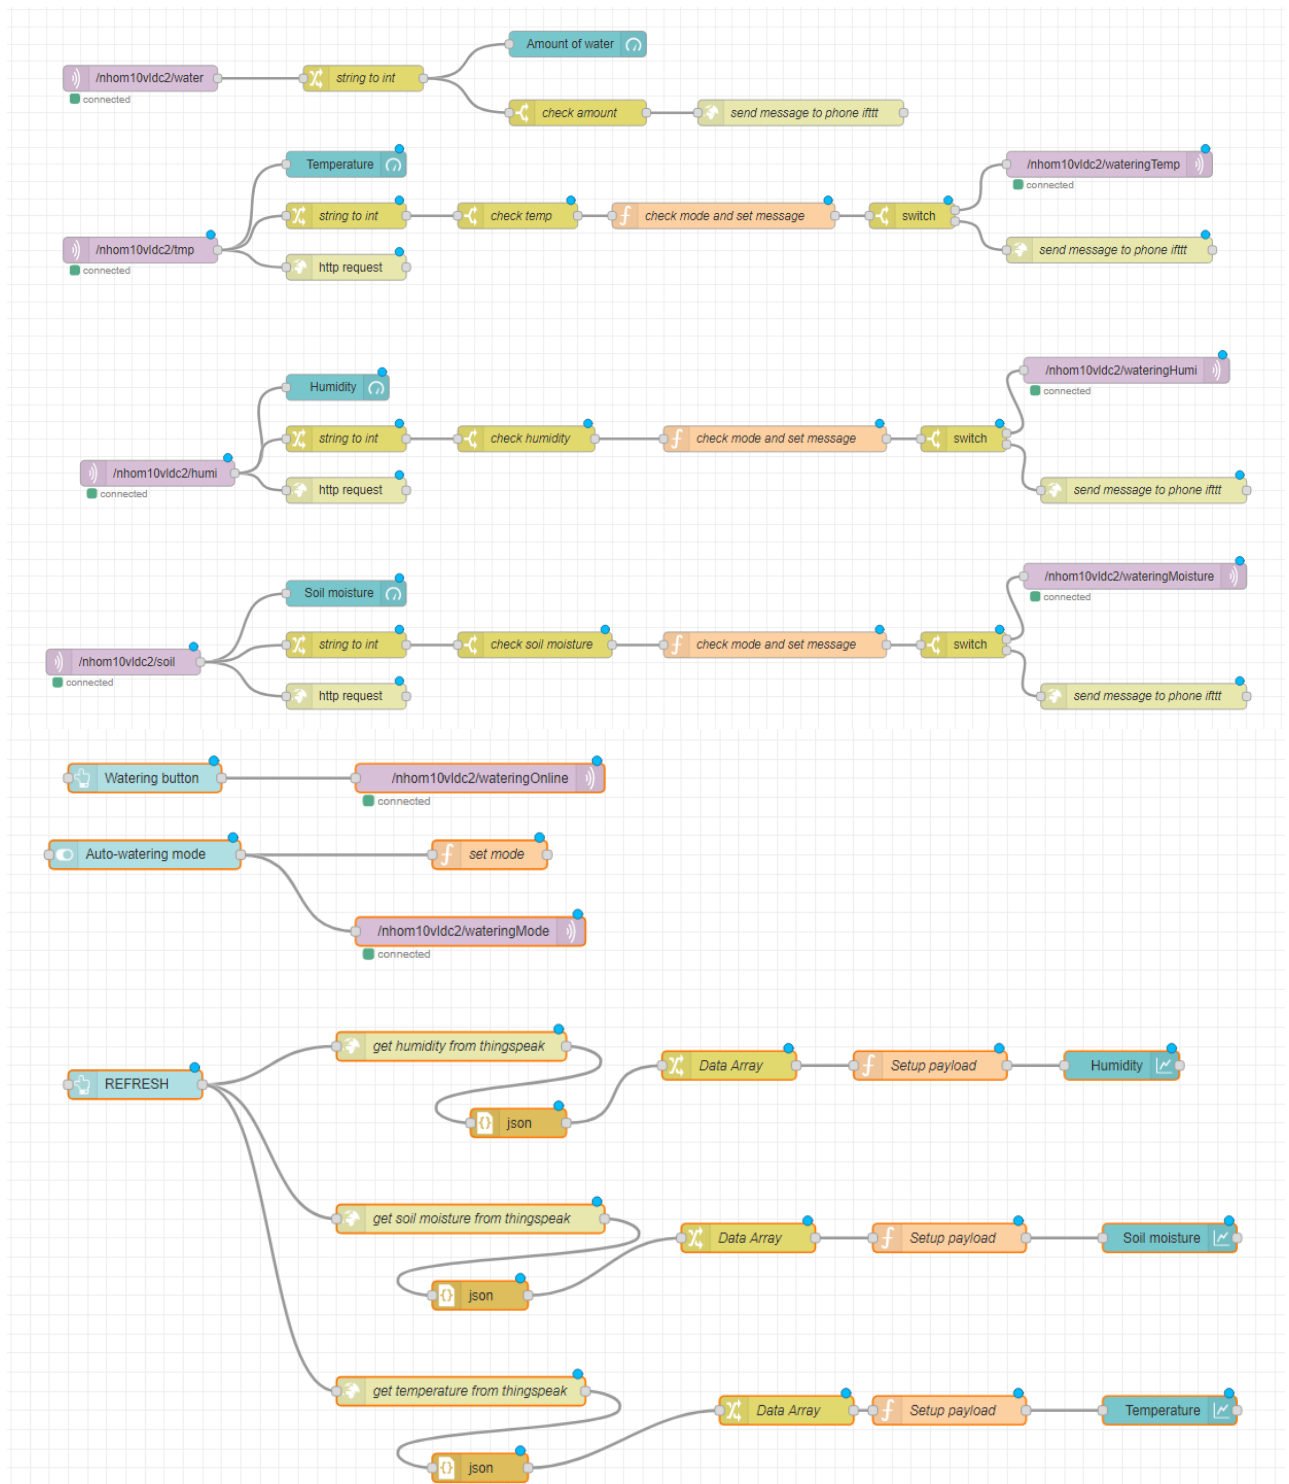 Amount of water
/nhom10vldc2/water
string to int
connected
check amount
send message to phone ifttt
Temperature
/nhom10vldc2/wateringTemp
connected
string to int
check temp
check mode and set message
switch
/nhom10vldc2/tmp
connected
http request
send message to phone ifttt
Humidity
/nhom10vldc2/wateringHumi
connected
string to int
check humidity
check mode and set message
switch
/nhom10vldc2/humi
connected
http request
send message to phone ifttt
Soil moisture
/nhom10vldc2/wateringMoisture
connected
string to int
check soil moisture
check mode and set message
switch
/nhom10vldc2/soil
connected
http request
send message to phone ifttt
Watering button
/nhom10vldc2/wateringOnline
connected
Auto-watering mode
set mode
/nhom10vldc2/wateringMode
connected
get humidity from thingspeak
Data Array
Setup payload
Humidity
REFRESH
json
get soil moisture from thingspeak
Data Array
Setup payload
Soil moisture
json
get temperature from thingspeak
Data Array
Setup payload
Temperature
json